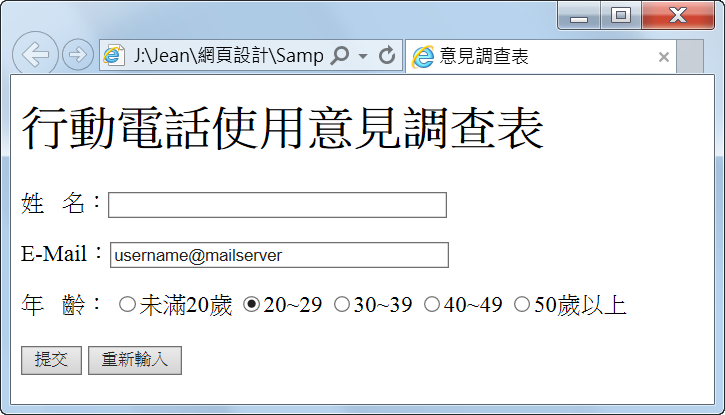 J:\Jean\網頁設計\Samp
意見調查表
行動電話使用意見調查表
姓 名：
E-Mail： username@mailserver
年 齡： 未滿20歲 20~29 30~39 40~49 50歲以上
提交 重新輸入